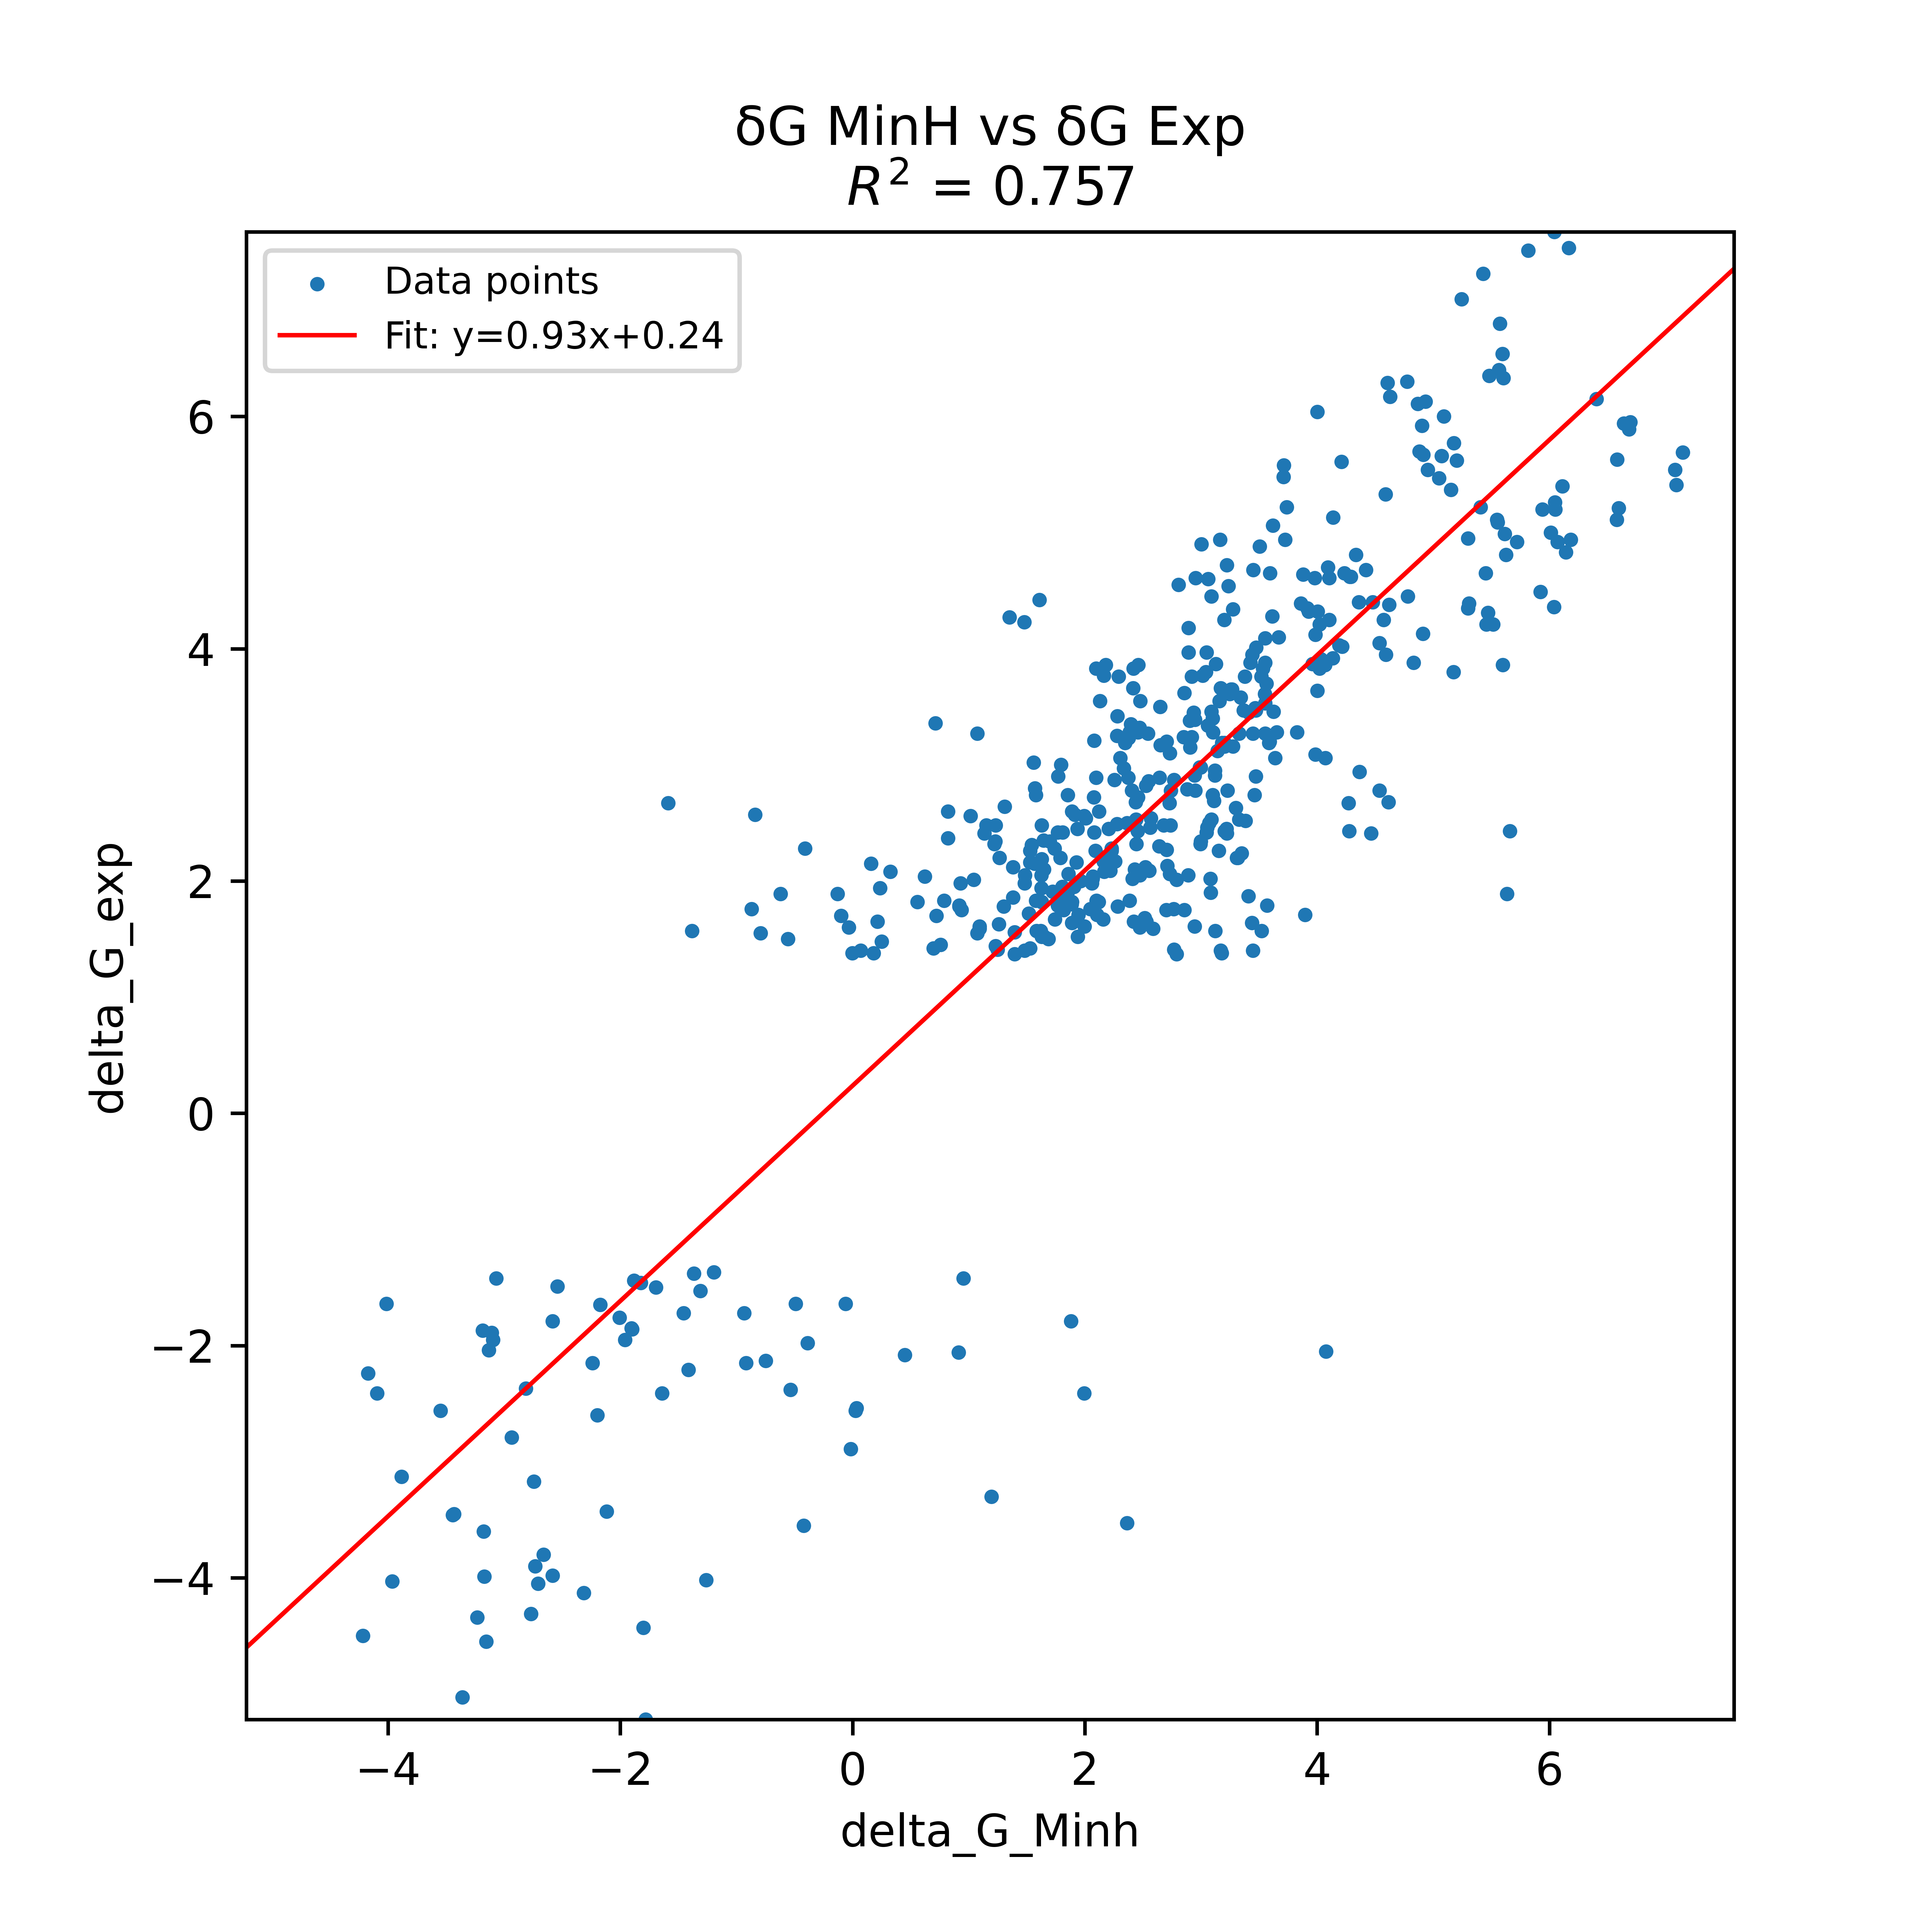 δG MinH vs δG Exp
R² = 0.757
Data points
Fit: y=0.93x+0.24
6
4
2
0
−2
−4
delta_G_exp
−4 −2 0 2 4 6
delta_G_Minh